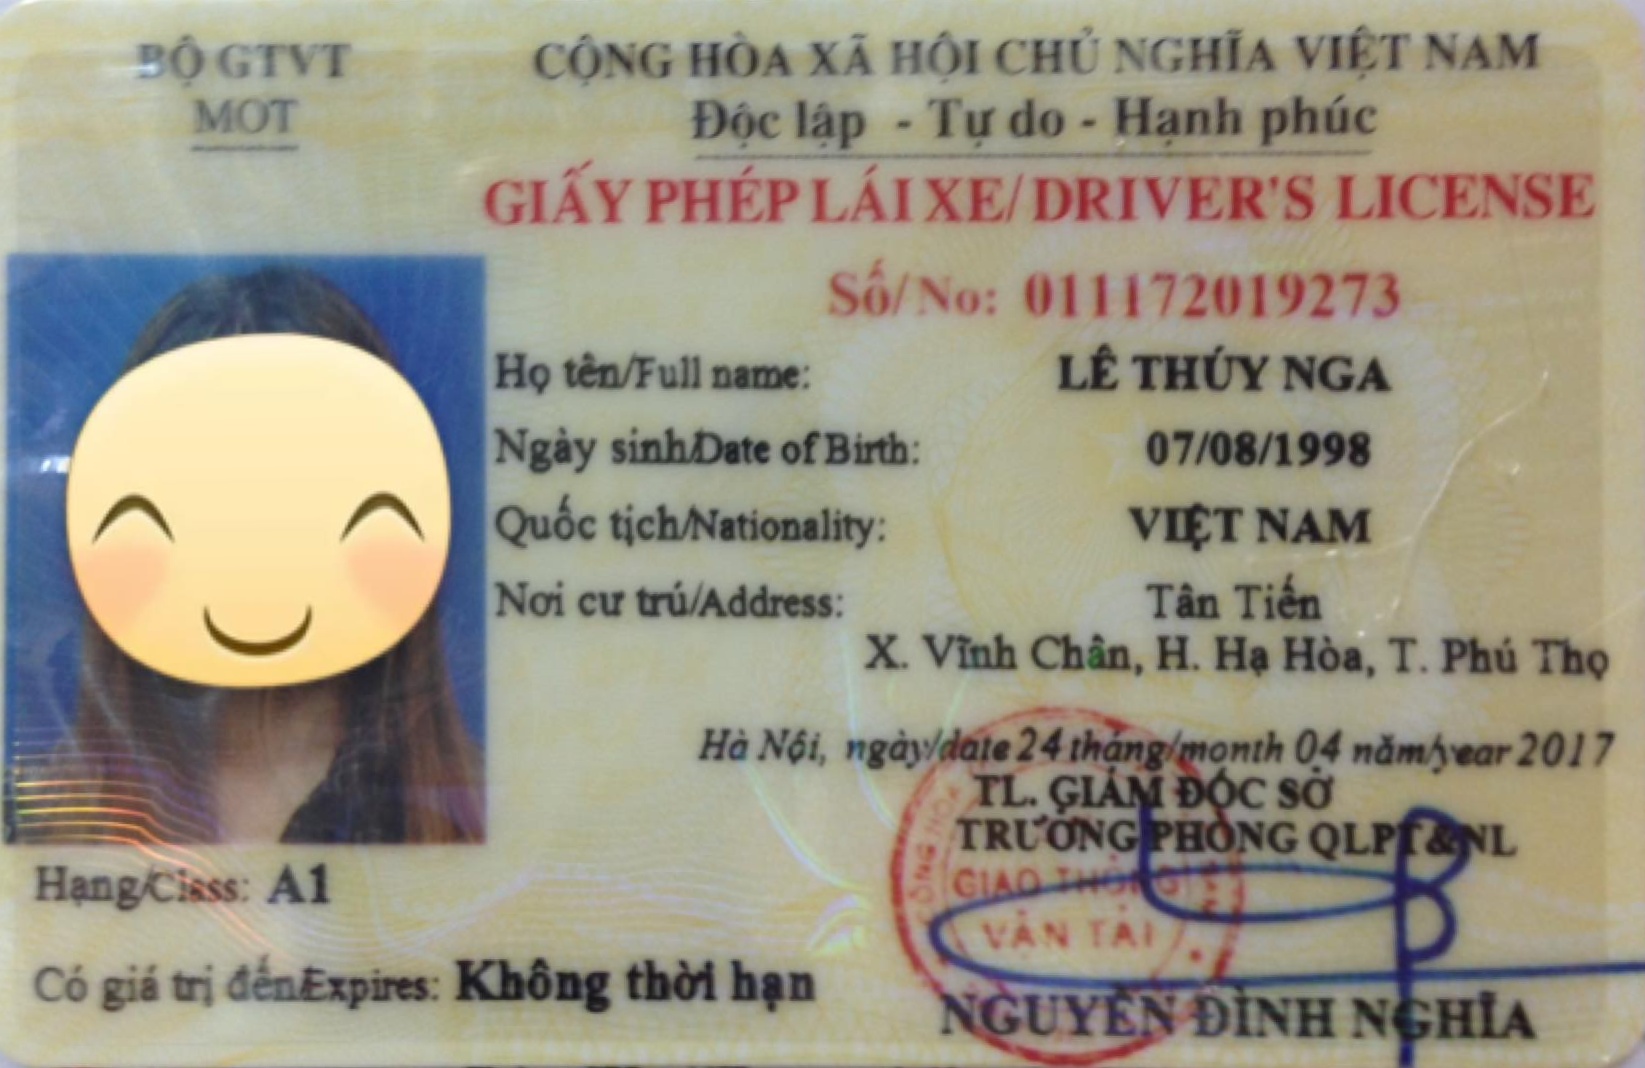 BỘ GTVT
MOT
CỘNG HÒA XÃ HỘI CHỦ NGHĨA VIỆT NAM
Độc lập - Tự do - Hạnh phúc
GIẤY PHÉP LÁI XE/DRIVER'S LICENSE
Số/No: 011172019273
Họ tên/Full name: LÊ THÚY NGA
Ngày sinh/Date of Birth: 07/08/1998
Quốc tịch/Nationality: VIỆT NAM
Nơi cư trú/Address: Tân Tiến
X. Vĩnh Chân, H. Hạ Hòa, T. Phú Thọ
Hà Nội, ngày/date 24 tháng/month 04 năm/year 2017
TL. GIÁM ĐỐC SỞ
TRƯỞNG PHÒNG QLPT&NL
GIAO THÔNG
VẬN TẢI
Hạng/Class: A1
Có giá trị đến/Expires: Không thời hạn
NGUYỄN ĐÌNH NGHĨA